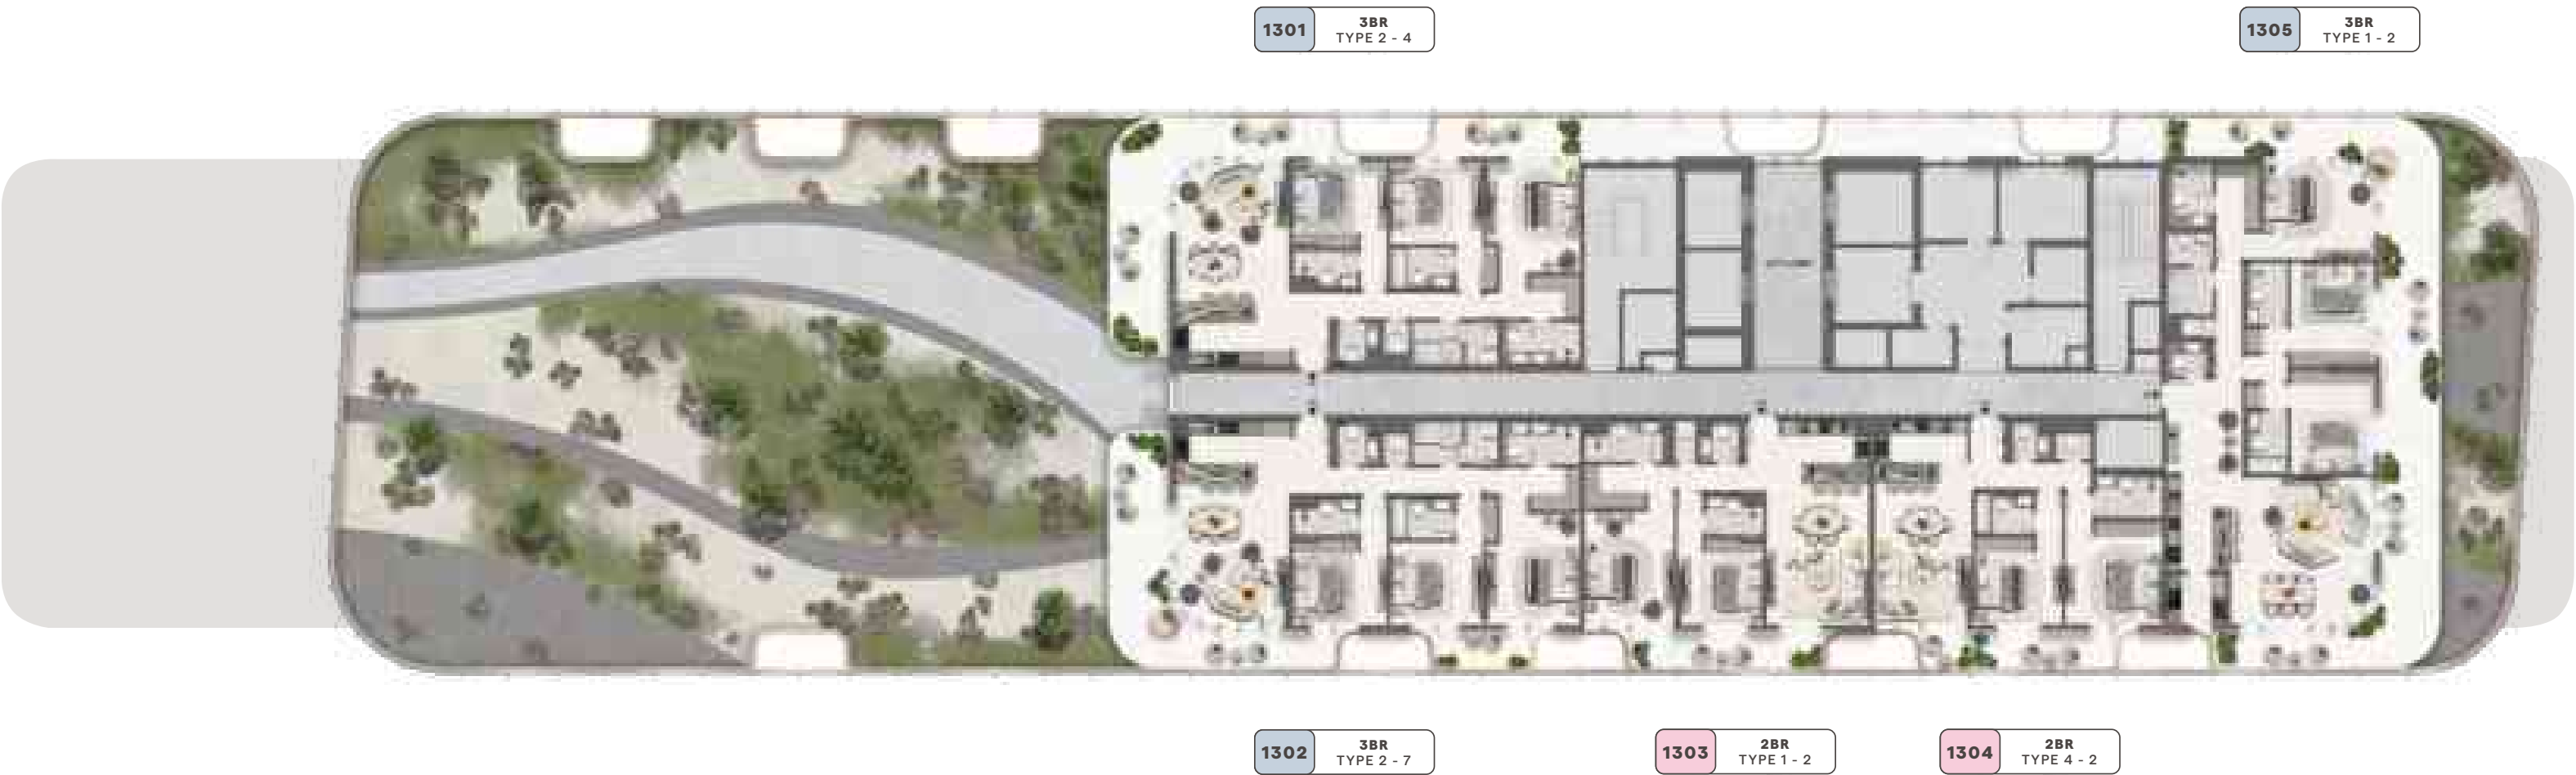 1301
3BR
TYPE 2 - 4
1305
3BR
TYPE 1 - 2
1302
3BR
TYPE 2 - 7
1303
2BR
TYPE 1 - 2
1304
2BR
TYPE 4 - 2